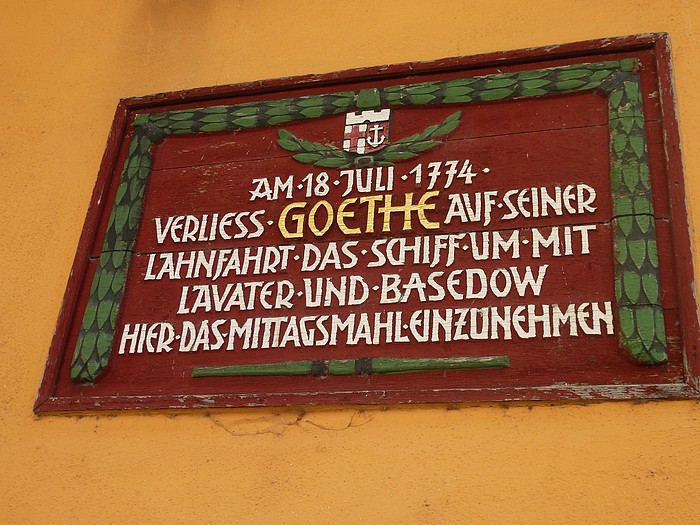 AM·18·JULI·1774·
VERLIESS·GOETHE AUF·SEINER
LAHNFAHRT·DAS·SCHIFF·UM·MIT
LAVATER·UND·BASEDOW
HIER·DAS MITTAGSMAHL·EINZUNEHMEN